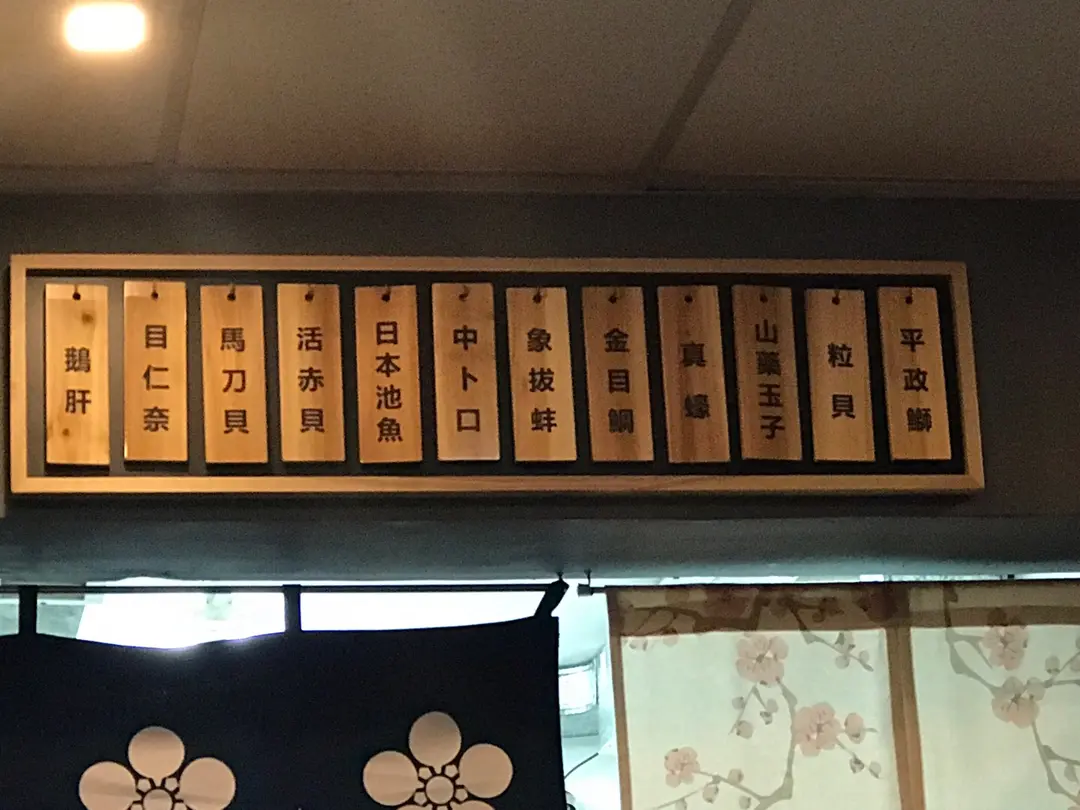 平政鰤
粒貝
山藥玉子
真蠔
金目鯛
象拔蚌
中トロ
日本池魚
活赤貝
馬刀貝
目仁奈
鵝肝